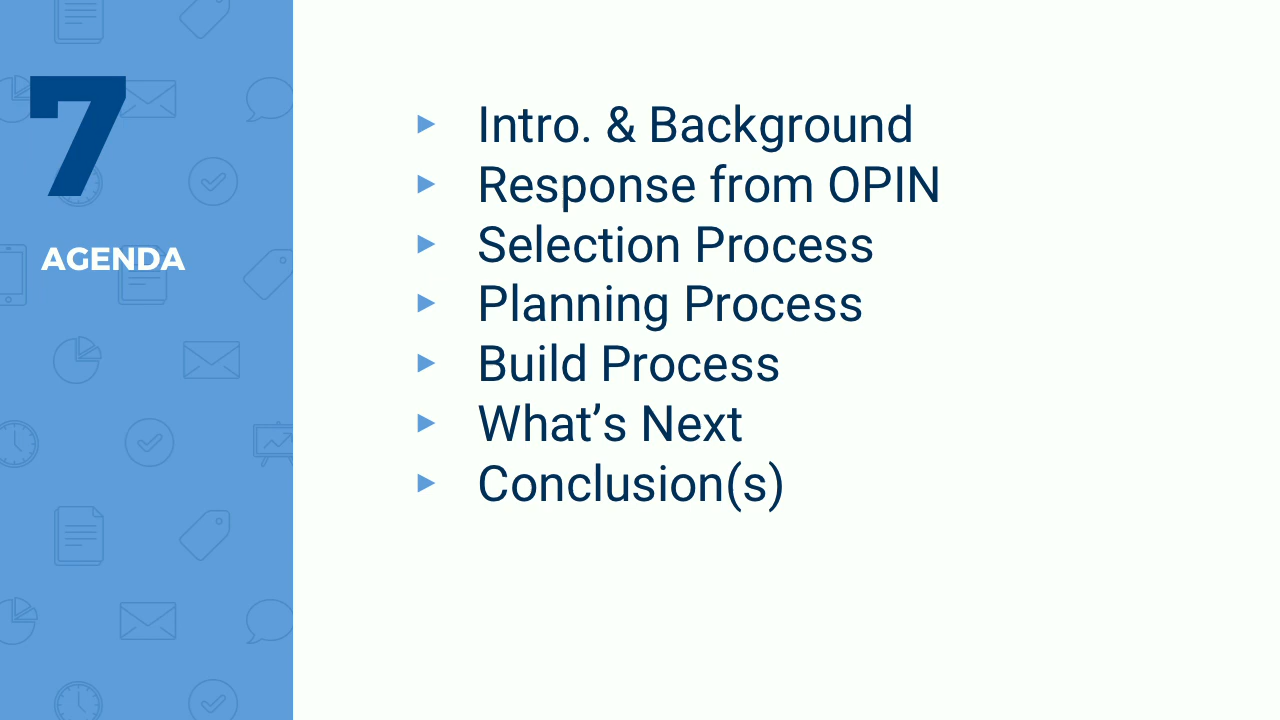 7
AGENDA
Intro. & Background
Response from OPIN
Selection Process
Planning Process
Build Process
What’s Next
Conclusion(s)